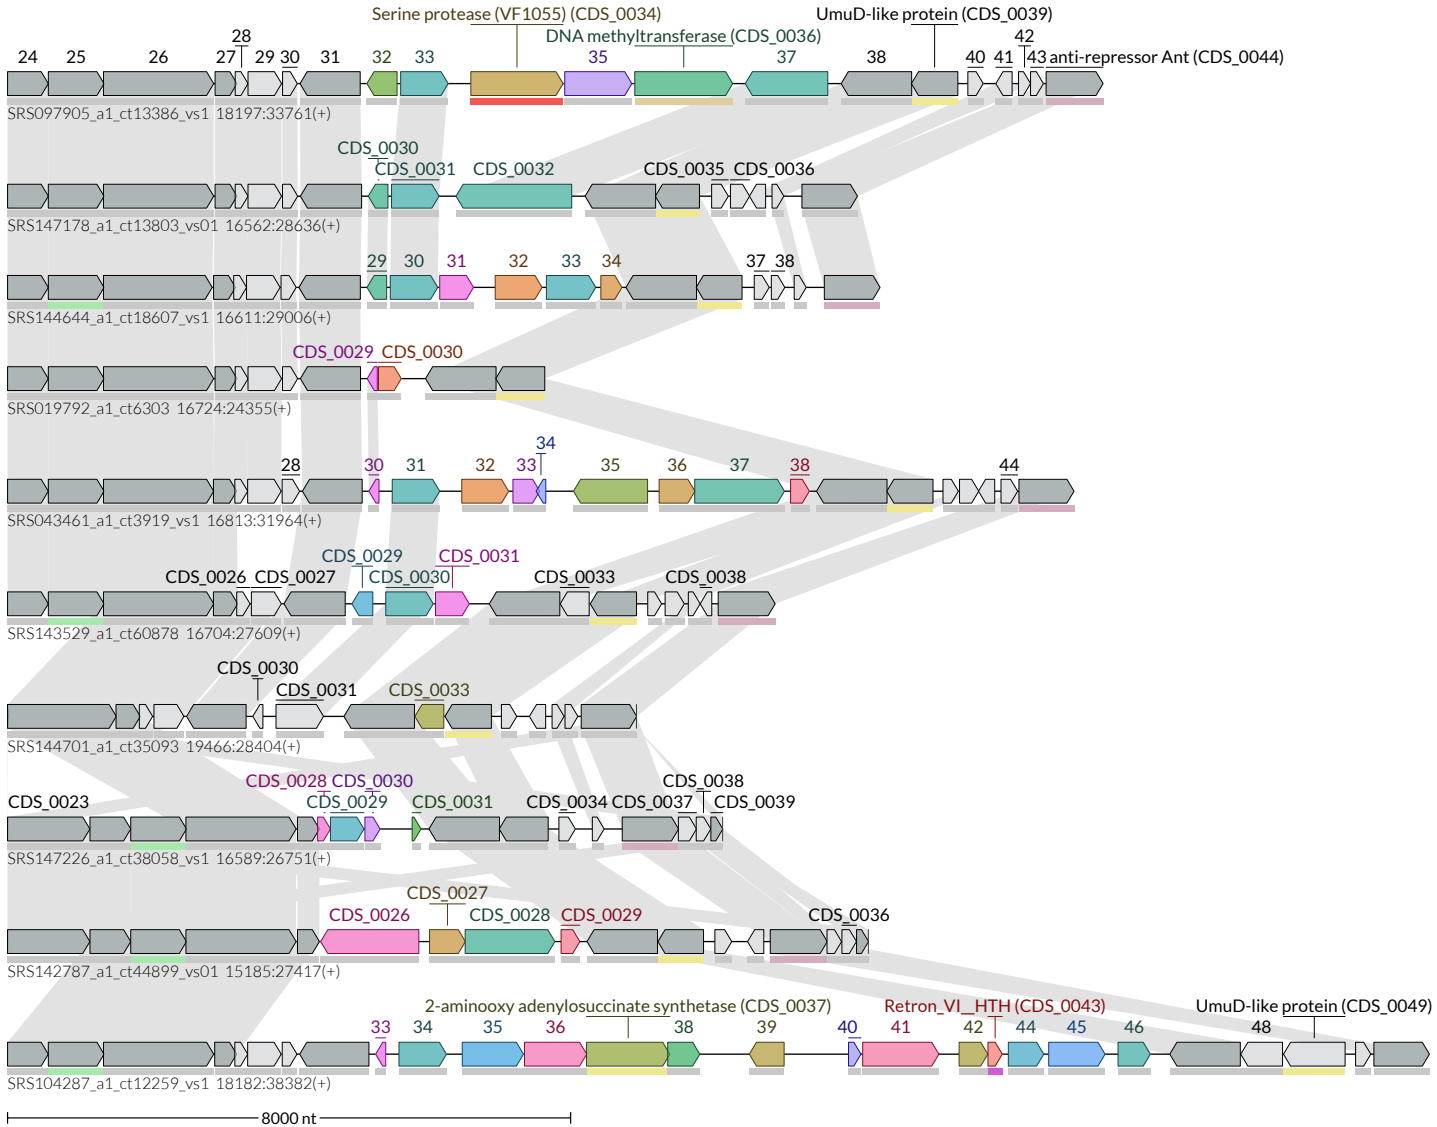 Serine protease (VF1055) (CDS_0034) UmuD-like protein (CDS_0039)
DNA methyltransferase (CDS_0036)
28 42
24 25 26 27 29 30 31 32 33 35 37 38 40 41 43 anti-repressor Ant (CDS_0044)
SRS097905_a1_ct13386_vs1 18197:33761(+)
CDS_0030
CDS_0031 CDS_0032 CDS_0035 CDS_0036
SRS147178_a1_ct13803_vs01 16562:28636(+)
29 30 31 32 33 34 37 38
SRS144644_a1_ct18607_vs1 16611:29006(+)
CDS_0029 CDS_0030
SRS019792_a1_ct6303 16724:24355(+)
34
28 30 31 32 33 35 36 37 38 44
SRS043461_a1_ct3919_vs1 16813:31964(+)
CDS_0029 CDS_0031
CDS_0026 CDS_0027 CDS_0030 CDS_0033 CDS_0038
SRS143529_a1_ct60878 16704:27609(+)
CDS_0030
CDS_0031 CDS_0033
SRS144701_a1_ct35093 19466:28404(+)
CDS_0028 CDS_0030 CDS_0038
CDS_0023 CDS_0029 CDS_0031 CDS_0034 CDS_0037 CDS_0039
SRS147226_a1_ct38058_vs1 16589:26751(+)
CDS_0027
CDS_0026 CDS_0028 CDS_0029 CDS_0036
SRS142787_a1_ct44899_vs01 15185:27417(+)
2-aminooxy adenylosuccinate synthetase (CDS_0037) Retron_VI__HTH (CDS_0043) UmuD-like protein (CDS_0049)
33 34 35 36 38 39 40 41 42 44 45 46 48
SRS104287_a1_ct12259_vs1 18182:38382(+)
8000 nt